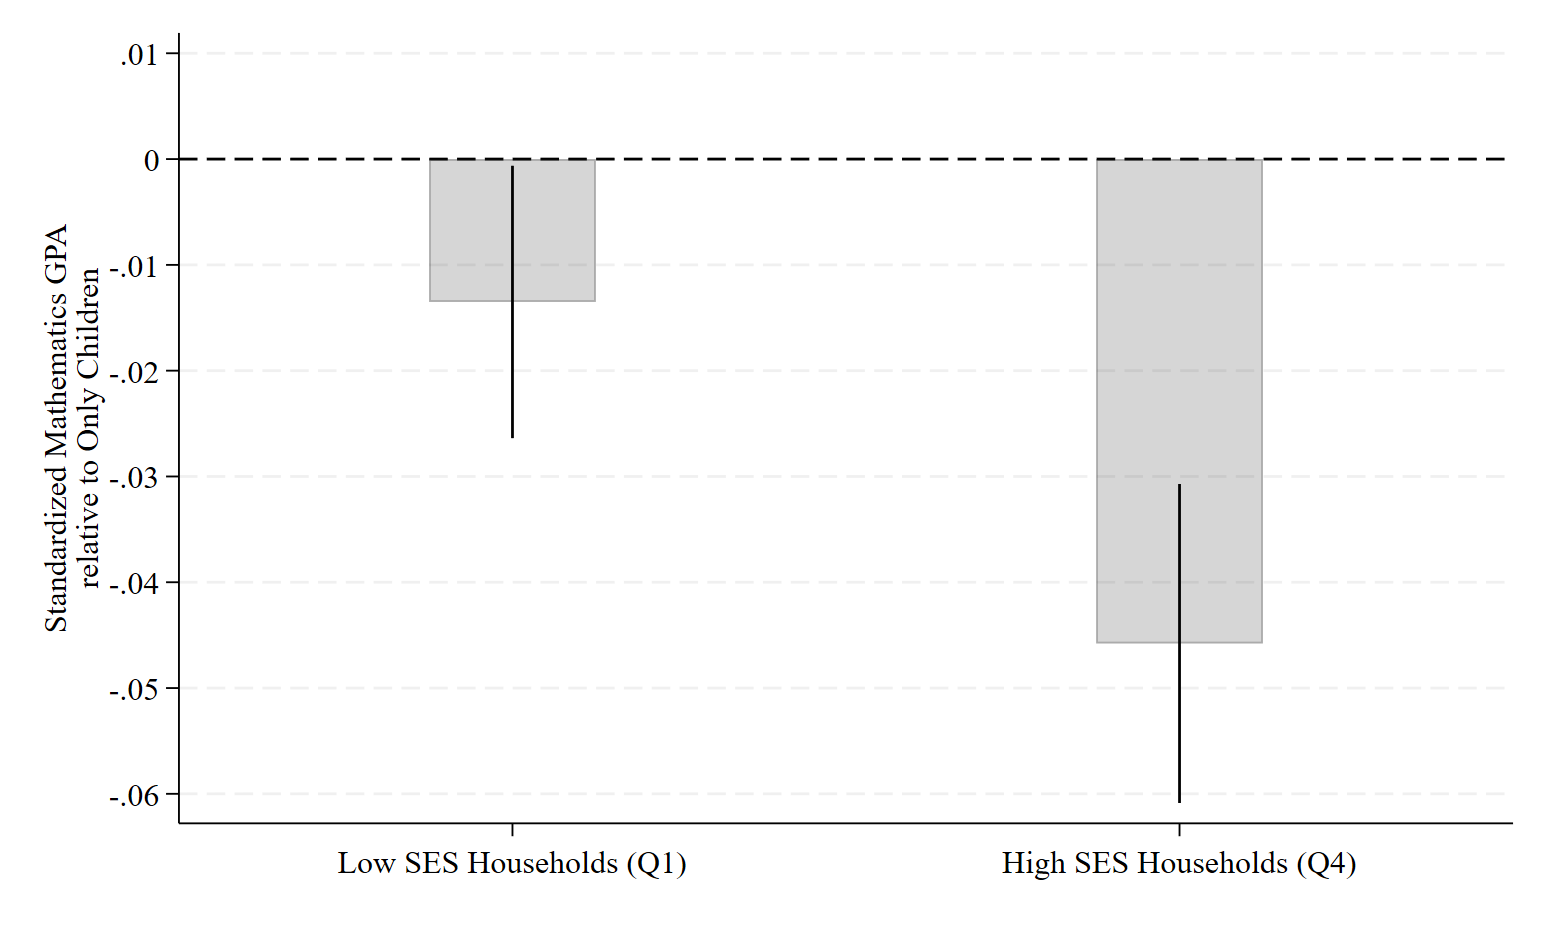 Standardized Mathematics GPA
relative to Only Children
.01
0
-.01
-.02
-.03
-.04
-.05
-.06
Low SES Households (Q1)
High SES Households (Q4)